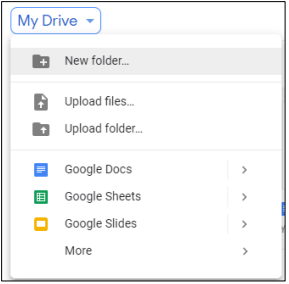 My Drive
New folder...
Upload files...
Upload folder...
Google Docs
Google Sheets
Google Slides
More